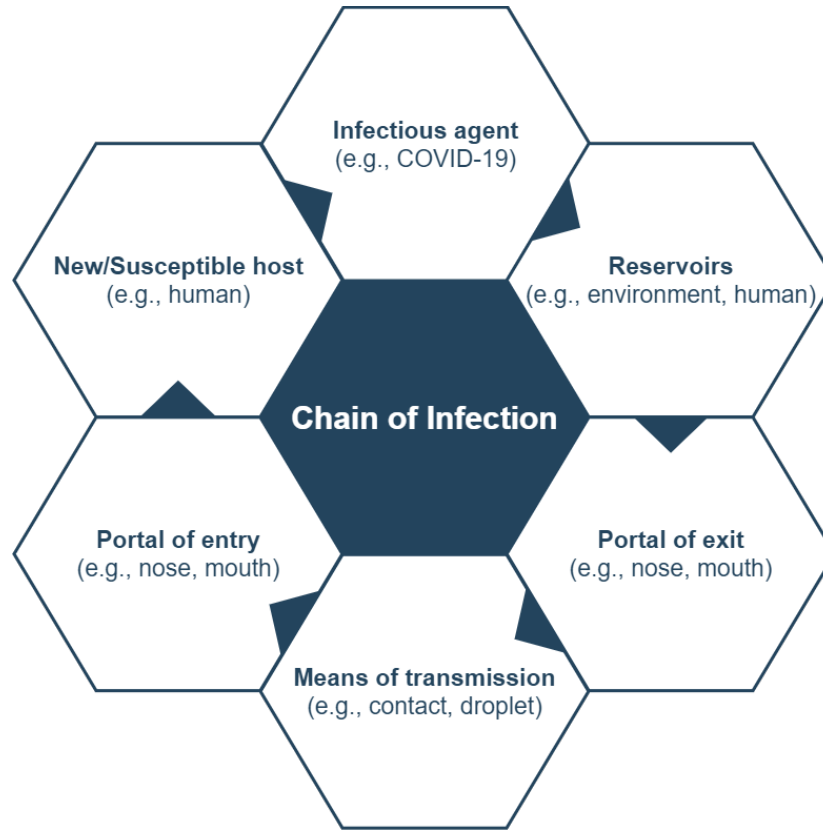 Infectious agent
(e.g., COVID-19)
Reservoirs
(e.g., environment, human)
Portal of exit
(e.g., nose, mouth)
Means of transmission
(e.g., contact, droplet)
Portal of entry
(e.g., nose, mouth)
New/Susceptible host
(e.g., human)
Chain of Infection